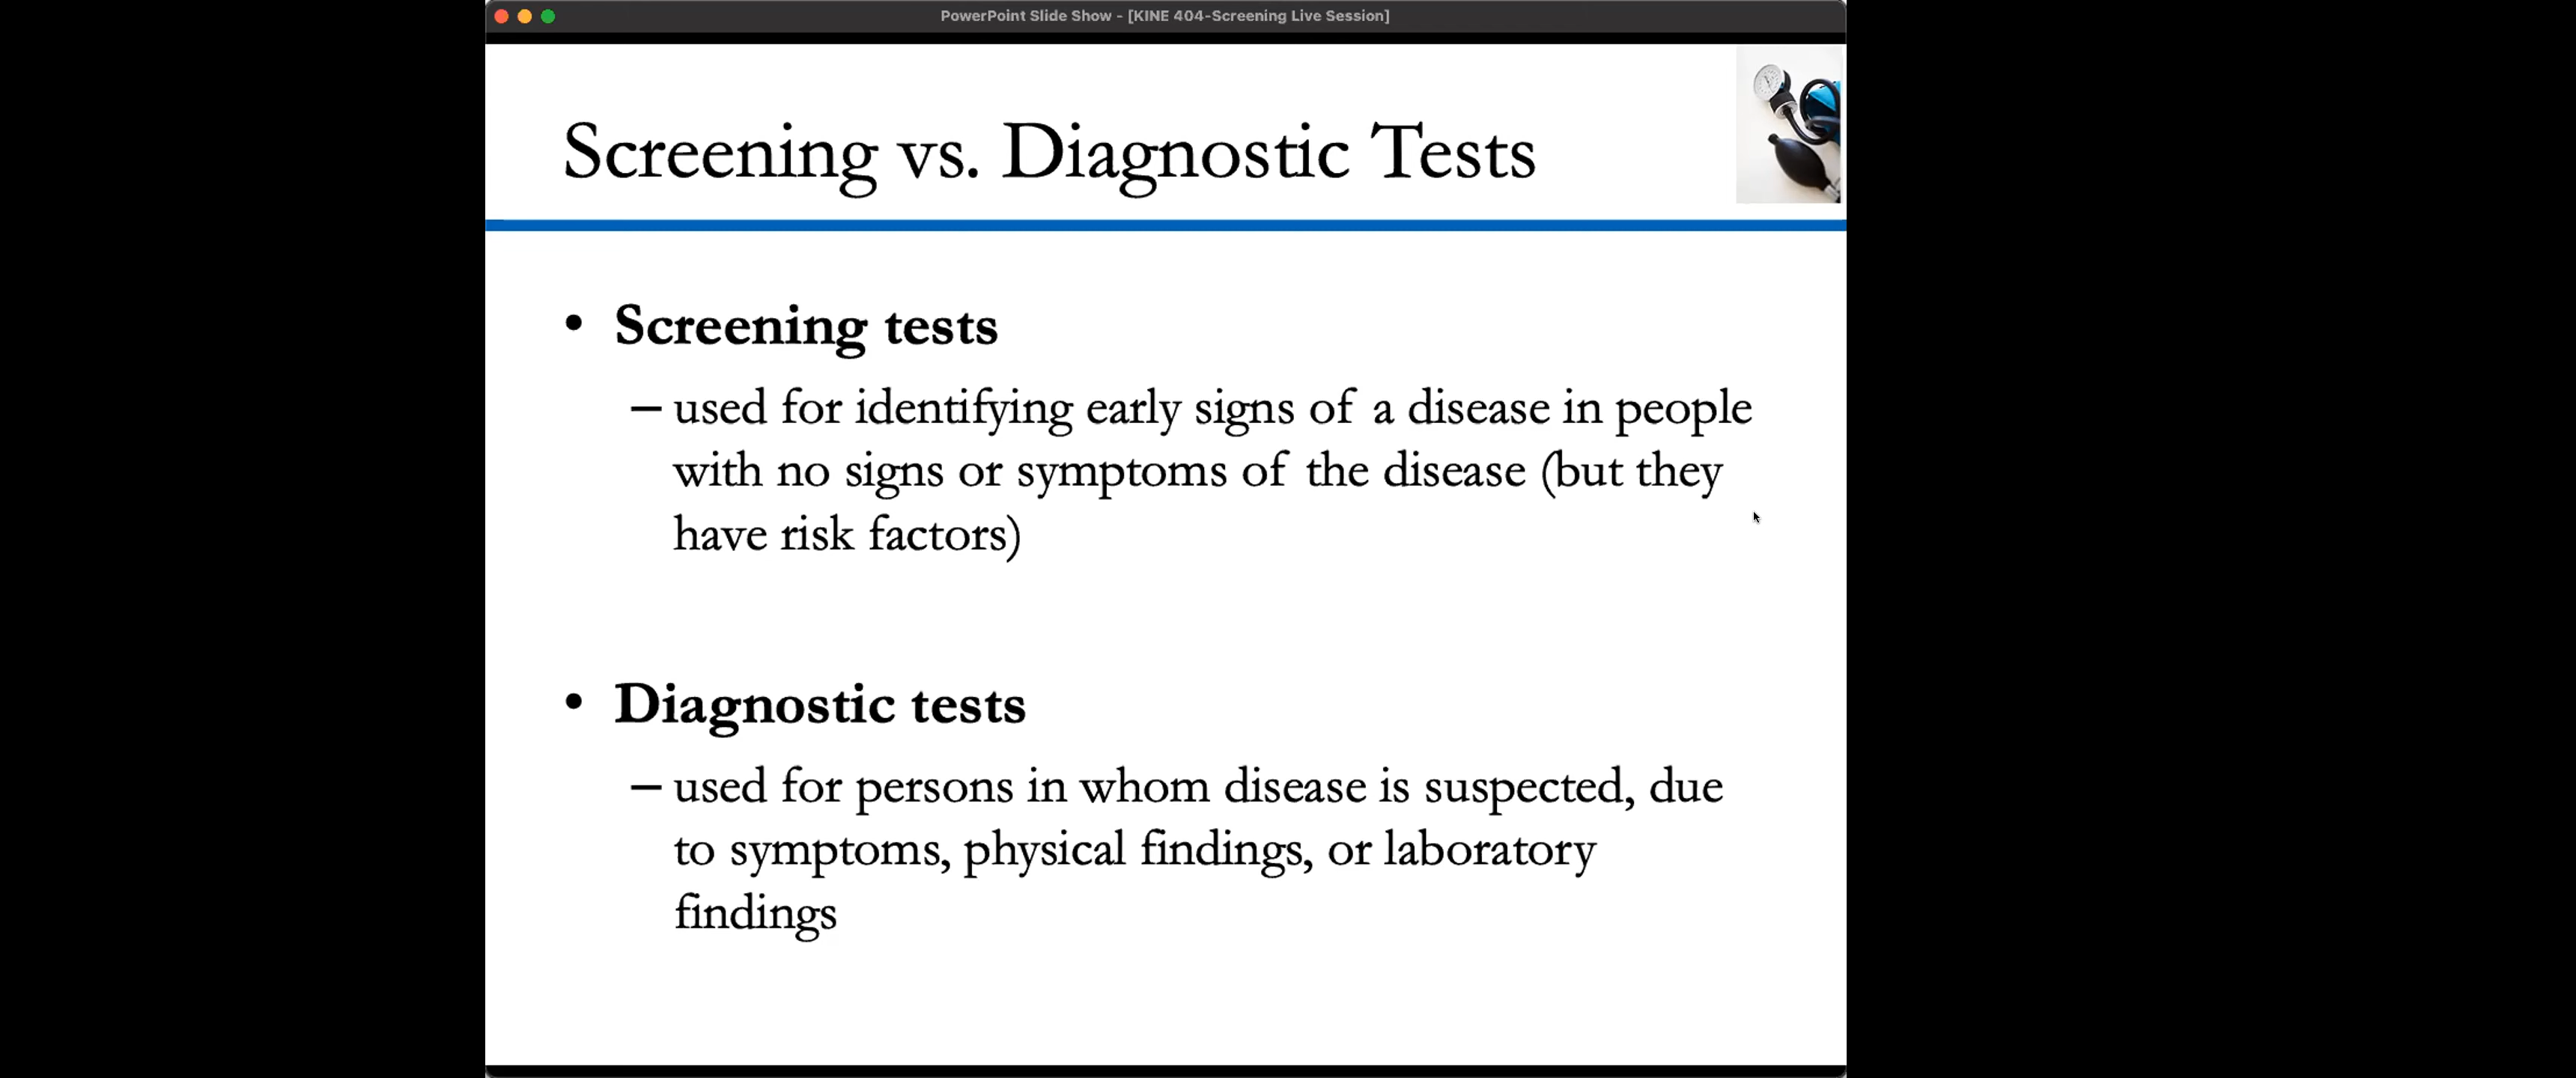 PowerPoint Slide Show - [KINE 404-Screening Live Session]
Screening vs. Diagnostic Tests
• Screening tests
– used for identifying early signs of a disease in people
with no signs or symptoms of the disease (but they
have risk factors)
• Diagnostic tests
– used for persons in whom disease is suspected, due
to symptoms, physical findings, or laboratory
findings